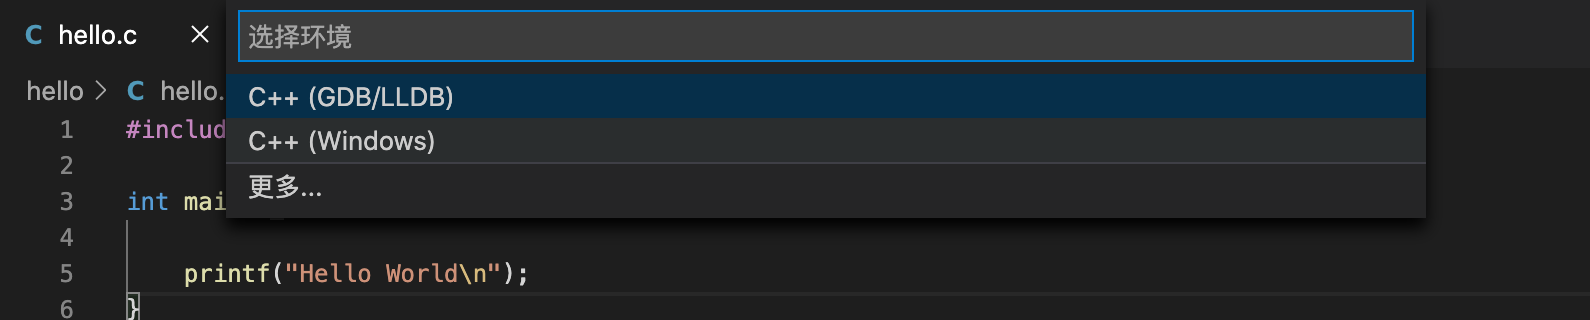 C hello.c
选择环境
hello > C hello.
C++ (GDB/LLDB)
C++ (Windows)
更多...
1 #includ
2
3 int mai
4
5 printf("Hello World\n");
6 }